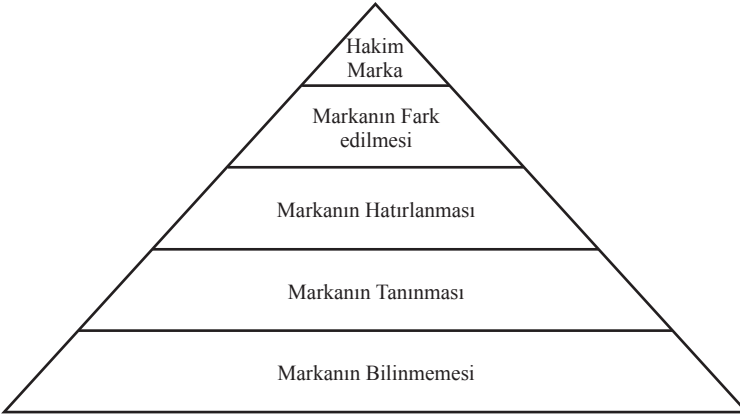 Hakim
Marka
Markanın Fark
edilmesi
Markanın Hatırlanması
Markanın Tanınması
Markanın Bilinmemesi